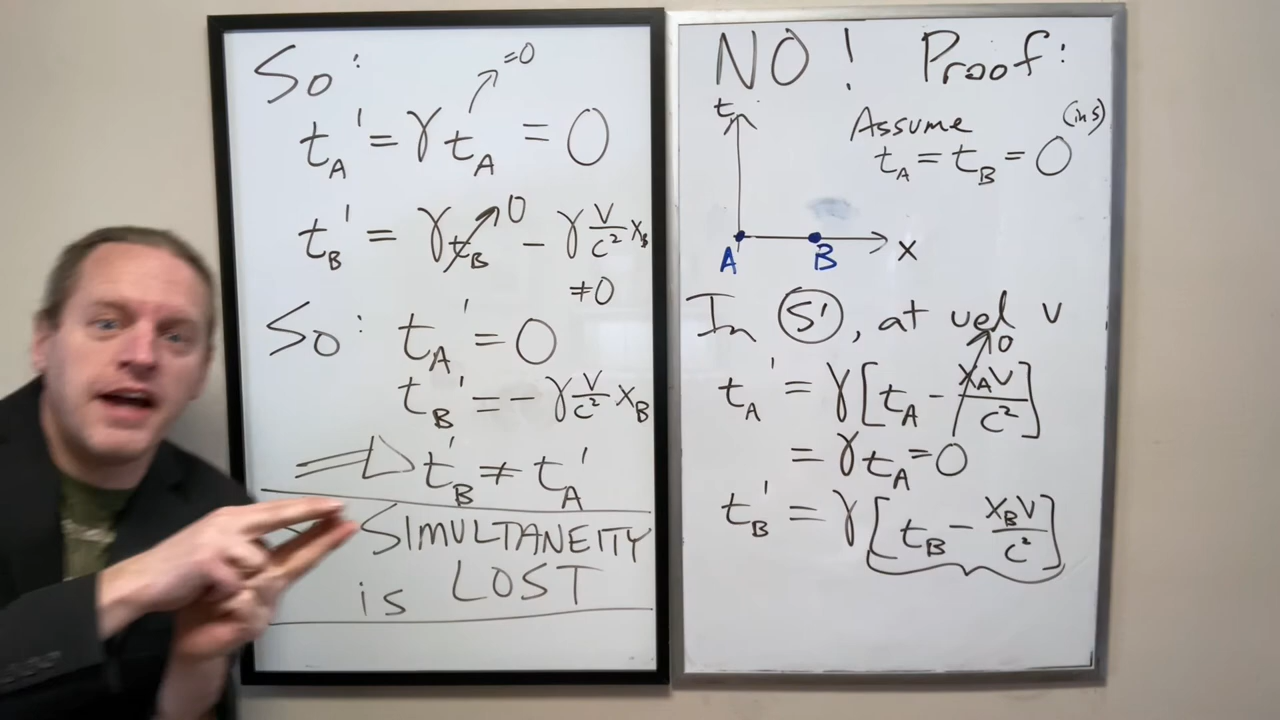 So:
=0
t_A' = γ t_A = 0
t_B' = γ t_B - γ v/c² x_B
0
≠0
So: t_A' = 0
t_B' = - γ v/c² x_B
⇒ t_B' ≠ t_A'
SIMULTANEITY
is LOST
NO! Proof:
t
Assume (in S)
t_A = t_B = 0
A B x
In S', at vel v
0
t_A' = γ[t_A - x_A v/c²]
= γ t_A = 0
t_B' = γ[t_B - x_B v/c²]